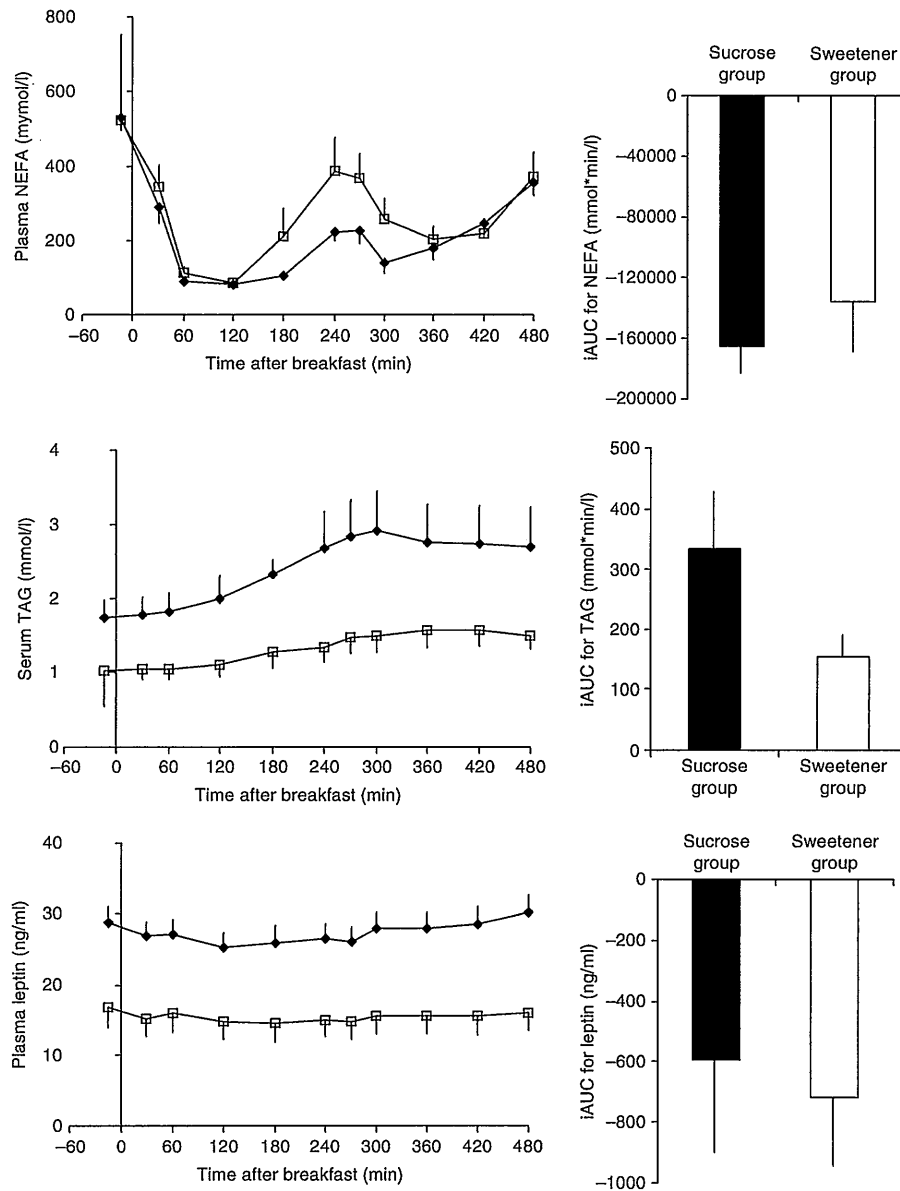 800
600
400
200
0
Plasma NEFA (mymol/l)
−60 0 60 120 180 240 300 360 420 480
Time after breakfast (min)
Sucrose group
Sweetener group
0
−40000
−80000
−120000
−160000
−200000
iAUC for NEFA (mmol*min/l)
4
3
2
1
0
Serum TAG (mmol/l)
−60 0 60 120 180 240 300 360 420 480
Time after breakfast (min)
500
400
300
200
100
0
iAUC for TAG (mmol*min/l)
Sucrose group
Sweetener group
40
30
20
10
0
Plasma leptin (ng/ml)
−60 0 60 120 180 240 300 360 420 480
Time after breakfast (min)
Sucrose group
Sweetener group
0
−200
−400
−600
−800
−1000
iAUC for leptin (ng/ml)